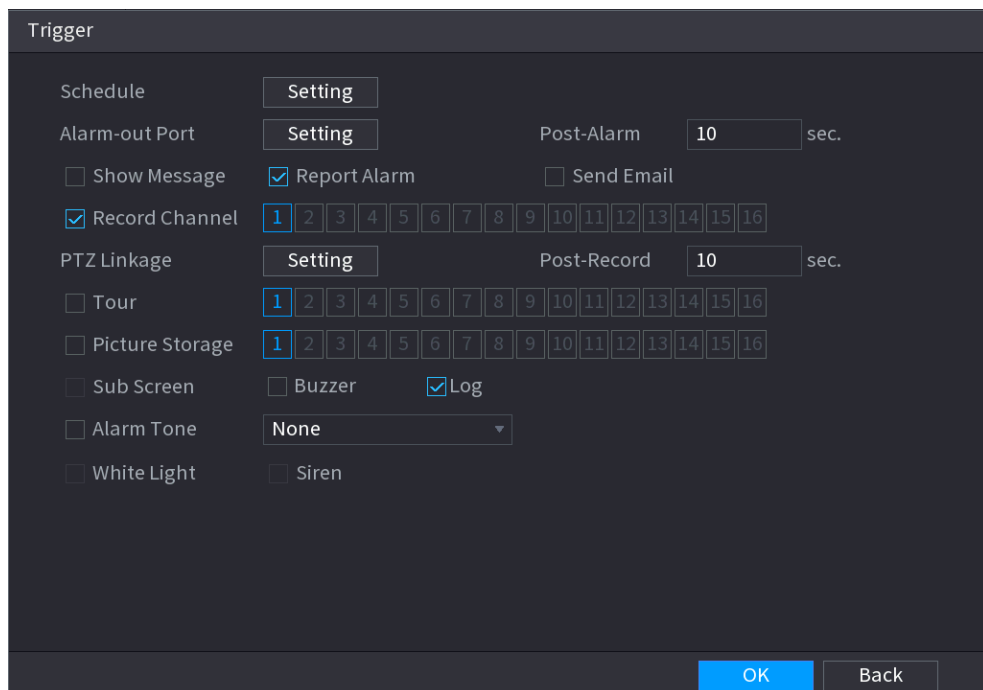 Trigger
Schedule Setting
Alarm-out Port Setting Post-Alarm 10 sec.
Show Message Report Alarm Send Email
Record Channel 1 2 3 4 5 6 7 8 9 10 11 12 13 14 15 16
PTZ Linkage Setting Post-Record 10 sec.
Tour 1 2 3 4 5 6 7 8 9 10 11 12 13 14 15 16
Picture Storage 1 2 3 4 5 6 7 8 9 10 11 12 13 14 15 16
Sub Screen Buzzer Log
Alarm Tone None
White Light Siren
OK Back